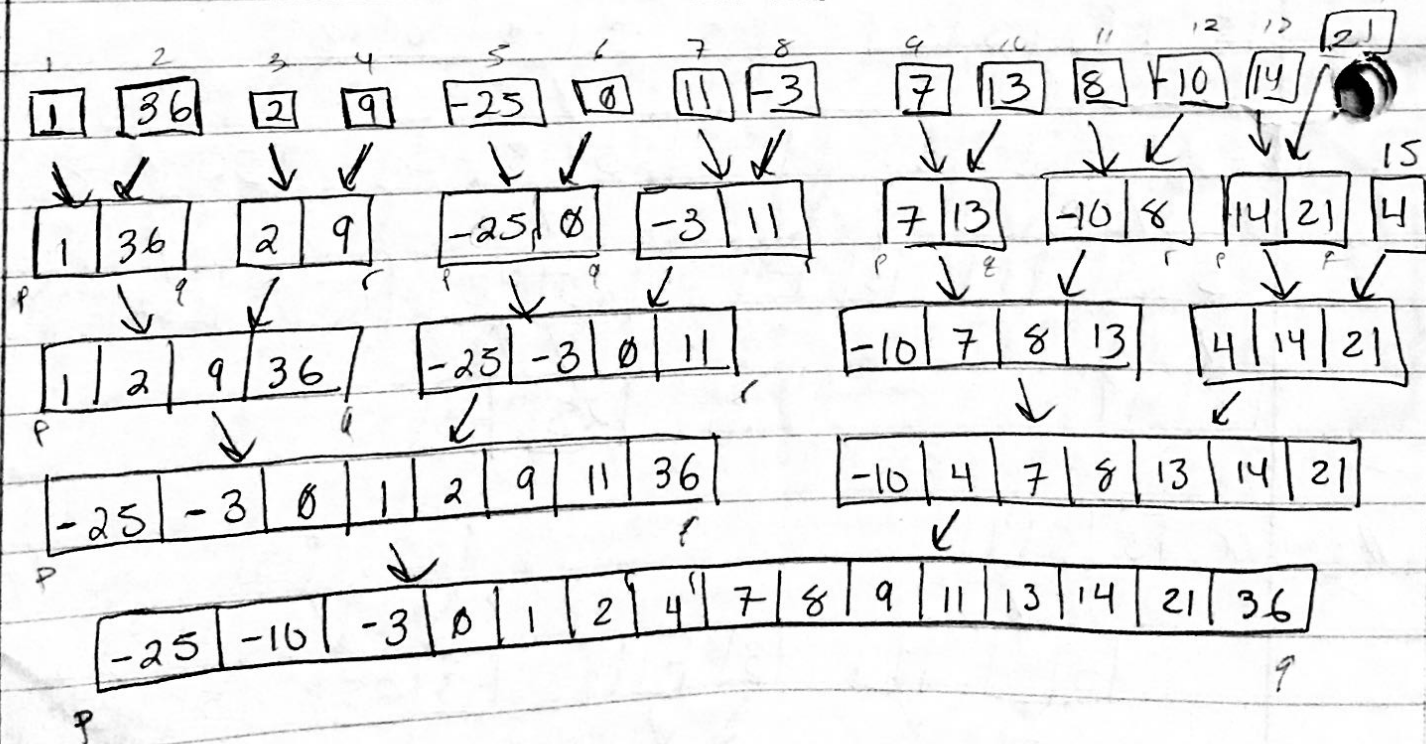 1 2 3 4 5 6 7 8 9 10 11 12 13 21
1 36 2 9 -25 0 11 -3 7 13 8 -10 14
15
1 36 2 9 -25 0 -3 11 7 13 -10 8 14 21 4
p q r p q r p q r p q
1 2 9 36 -25 -3 0 11 -10 7 8 13 4 14 21
p q r
-25 -3 0 1 2 9 11 36 -10 4 7 8 13 14 21
p
-25 -10 -3 0 1 2 4 7 8 9 11 13 14 21 36
p q